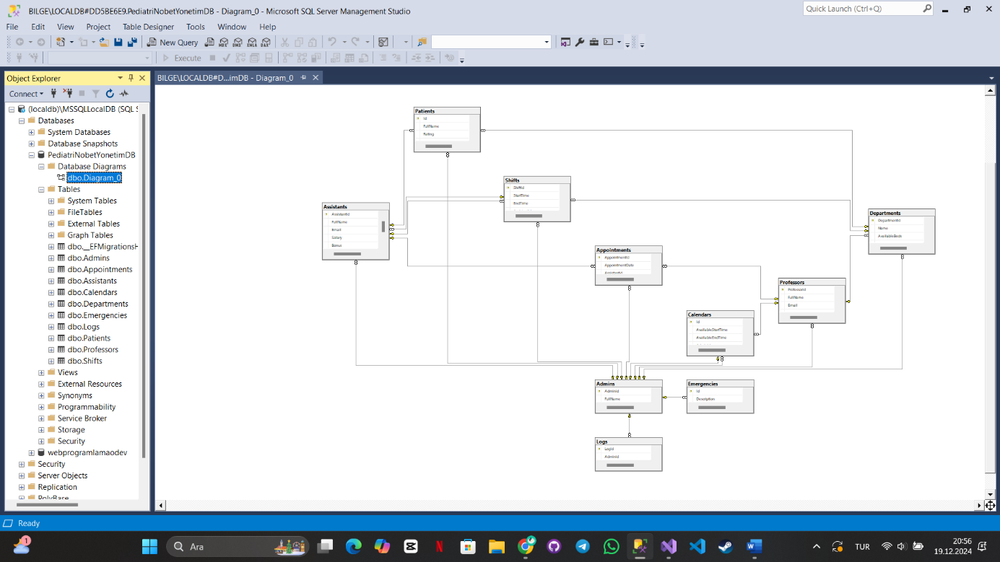 BILGE\LOCALDB#DD5BE6E9.PediatriNobetYonetimDB - Diagram_0 - Microsoft SQL Server Management Studio
Quick Launch (Ctrl+Q)
File Edit View Project Table Designer Tools Window Help
New Query
MDX DMX XMLA DAX
Execute
Object Explorer
BILGE\LOCALDB#D...imDB - Diagram_0
Connect
(localdb)\MSSQLLocalDB (SQL S
Databases
System Databases
Database Snapshots
PediatriNobetYonetimDB
Database Diagrams
dbo.Diagram_0
Tables
System Tables
FileTables
External Tables
Graph Tables
dbo.__EFMigrationsH
dbo.Admins
dbo.Appointments
dbo.Assistants
dbo.Calendars
dbo.Departments
dbo.Emergencies
dbo.Logs
dbo.Patients
dbo.Professors
dbo.Shifts
Views
External Resources
Synonyms
Programmability
Service Broker
Storage
Security
webprogramlamaodev
Security
Server Objects
Replication
PolyBase
Patients
Id
FullName
Rating
Shifts
ShiftId
StartTime
EndTime
Assistants
AssistantId
FullName
Email
Salary
Bonus
Departments
DepartmentId
Name
AvailableBeds
Appointments
AppointmentId
AppointmentDate
AssistantId
Professors
ProfessorId
FullName
Email
Calendars
Id
AvailableStartTime
AvailableEndTime
Admins
AdminId
FullName
Emergencies
Id
Description
Logs
LogId
AdminId
Ready
1
Ara
TUR
20:56
19.12.2024